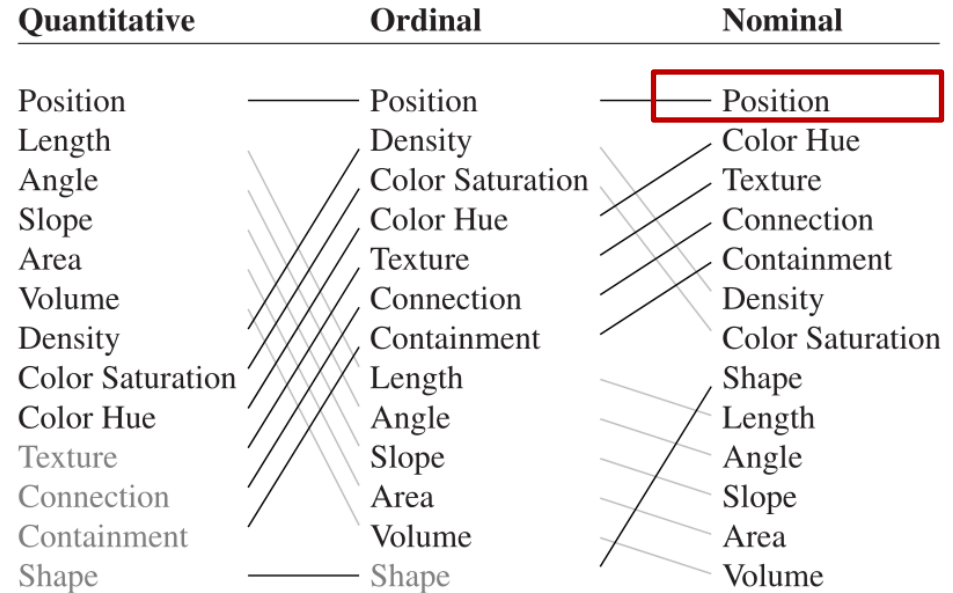 Quantitative Ordinal Nominal
Position Position Position
Length Density Color Hue
Angle Color Saturation Texture
Slope Color Hue Connection
Area Texture Containment
Volume Connection Density
Density Containment Color Saturation
Color Saturation Length Shape
Color Hue Angle Length
Texture Slope Angle
Connection Area Slope
Containment Volume Area
Shape Shape Volume